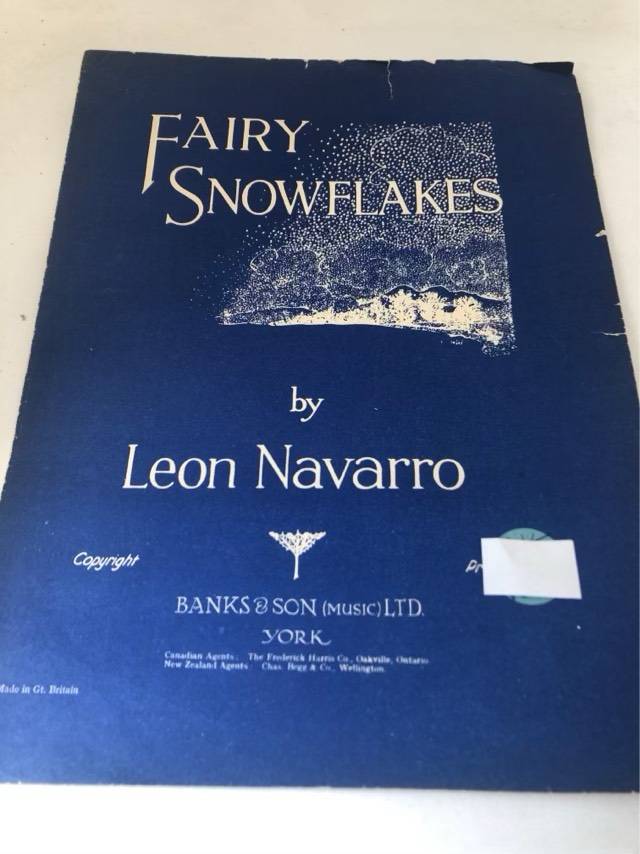 FAIRY
SNOWFLAKES
by
Leon Navarro
Copyright
BANKS & SON (MUSIC) LTD.
YORK
Canadian Agents: The Frederick Harris Co., Oakville, Ontario.
New Zealand Agents: Chas. Begg & Co., Wellington.
Made in Gt. Britain